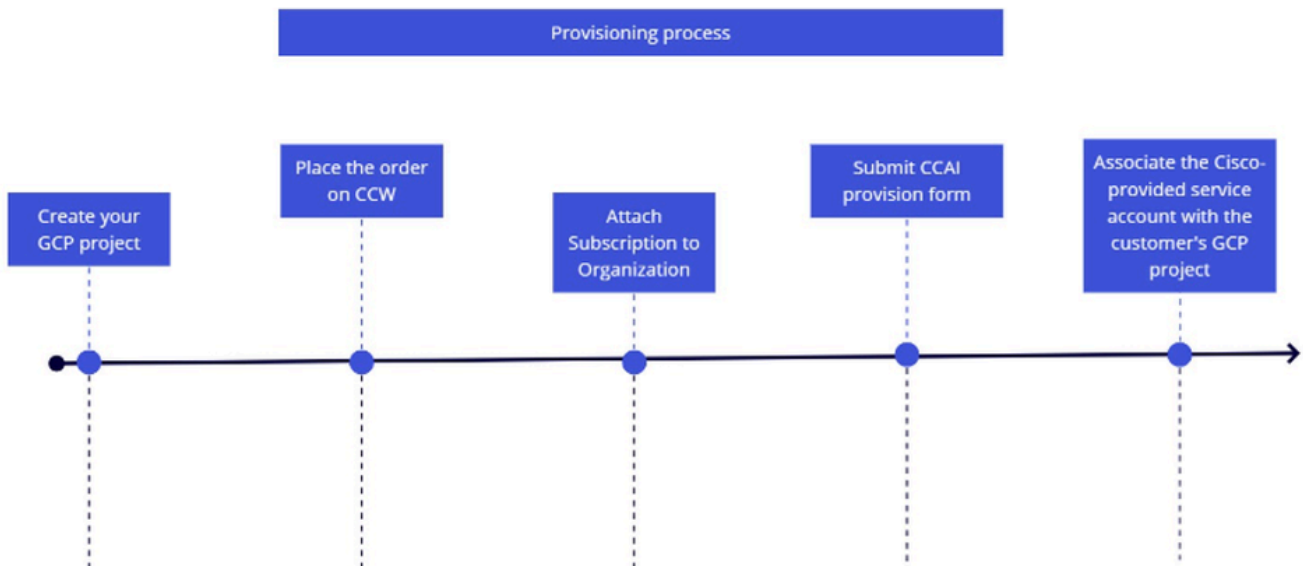 Provisioning process
Create your
GCP project
Place the order
on CCW
Attach
Subscription to
Organization
Submit CCAI
provision form
Associate the Cisco-
provided service
account with the
customer's GCP
project